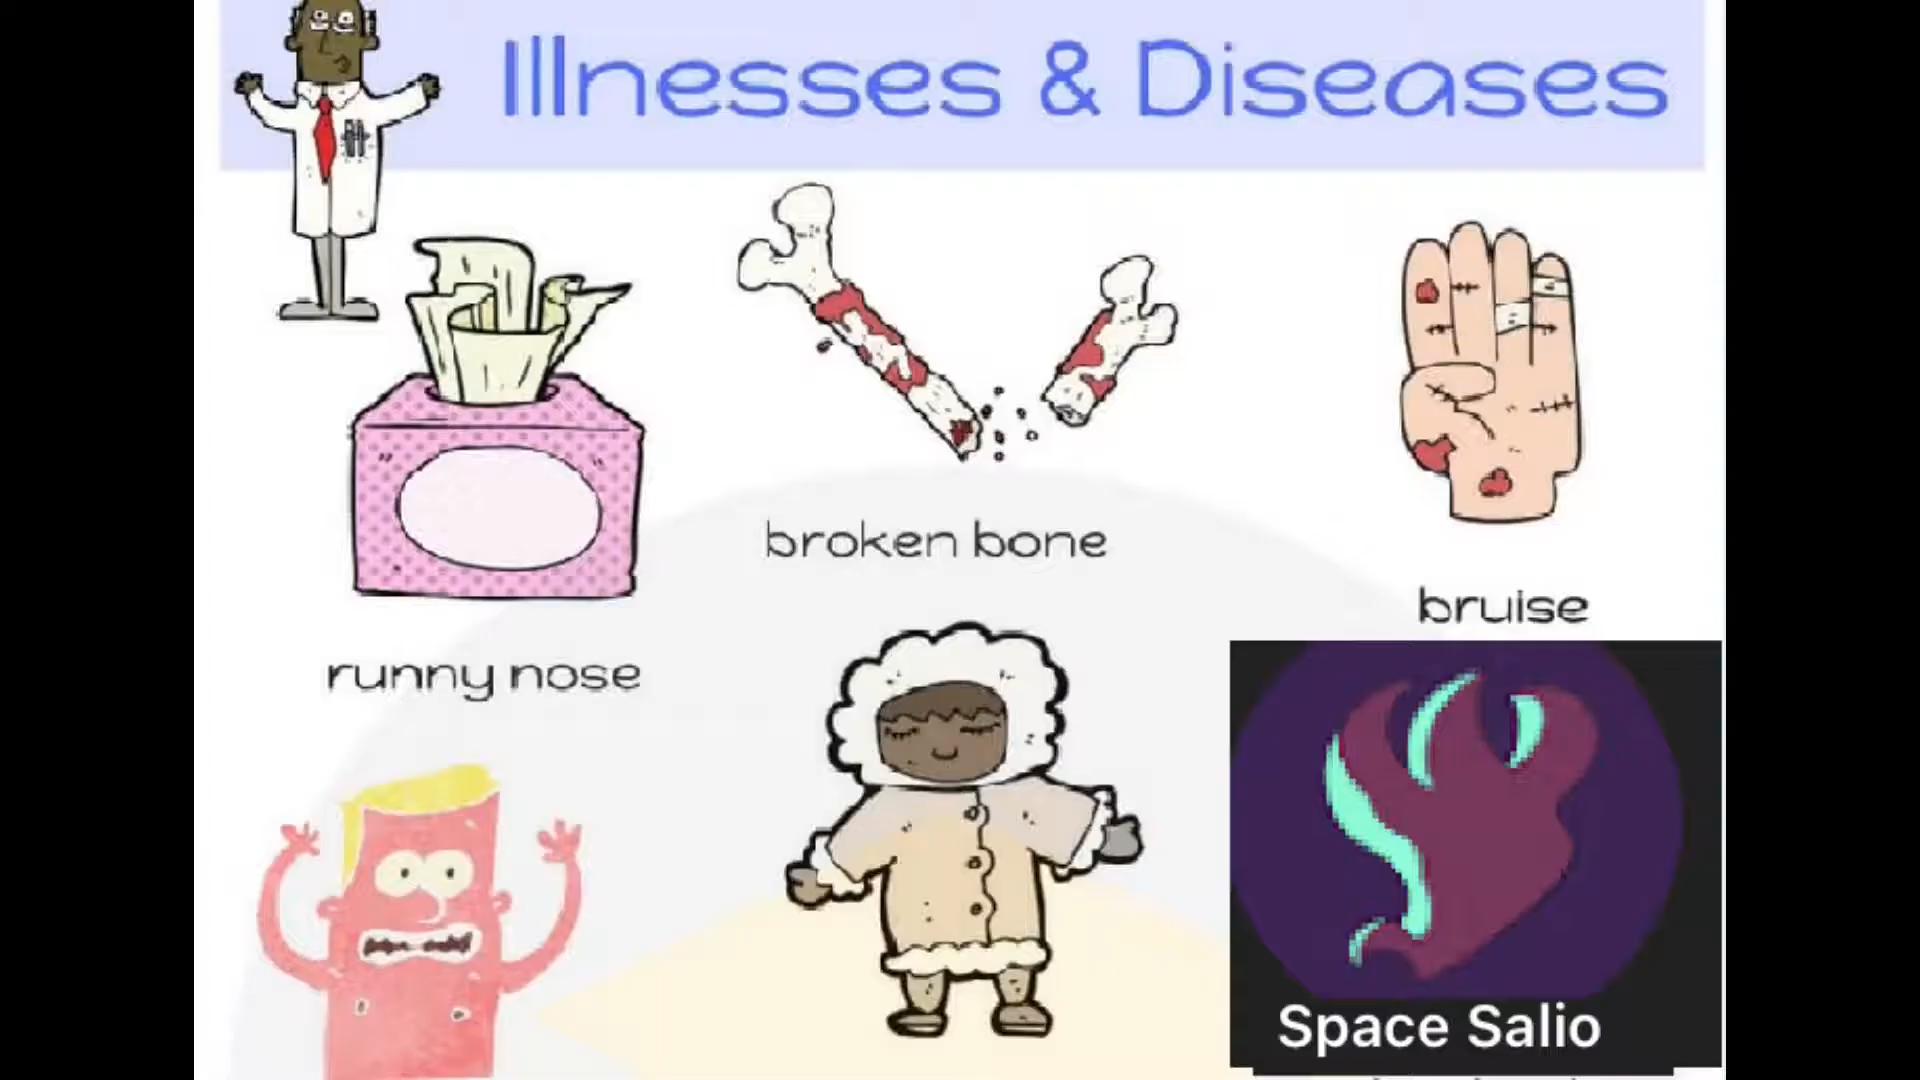 Illnesses & Diseases
broken bone
bruise
runny nose
Space Salio